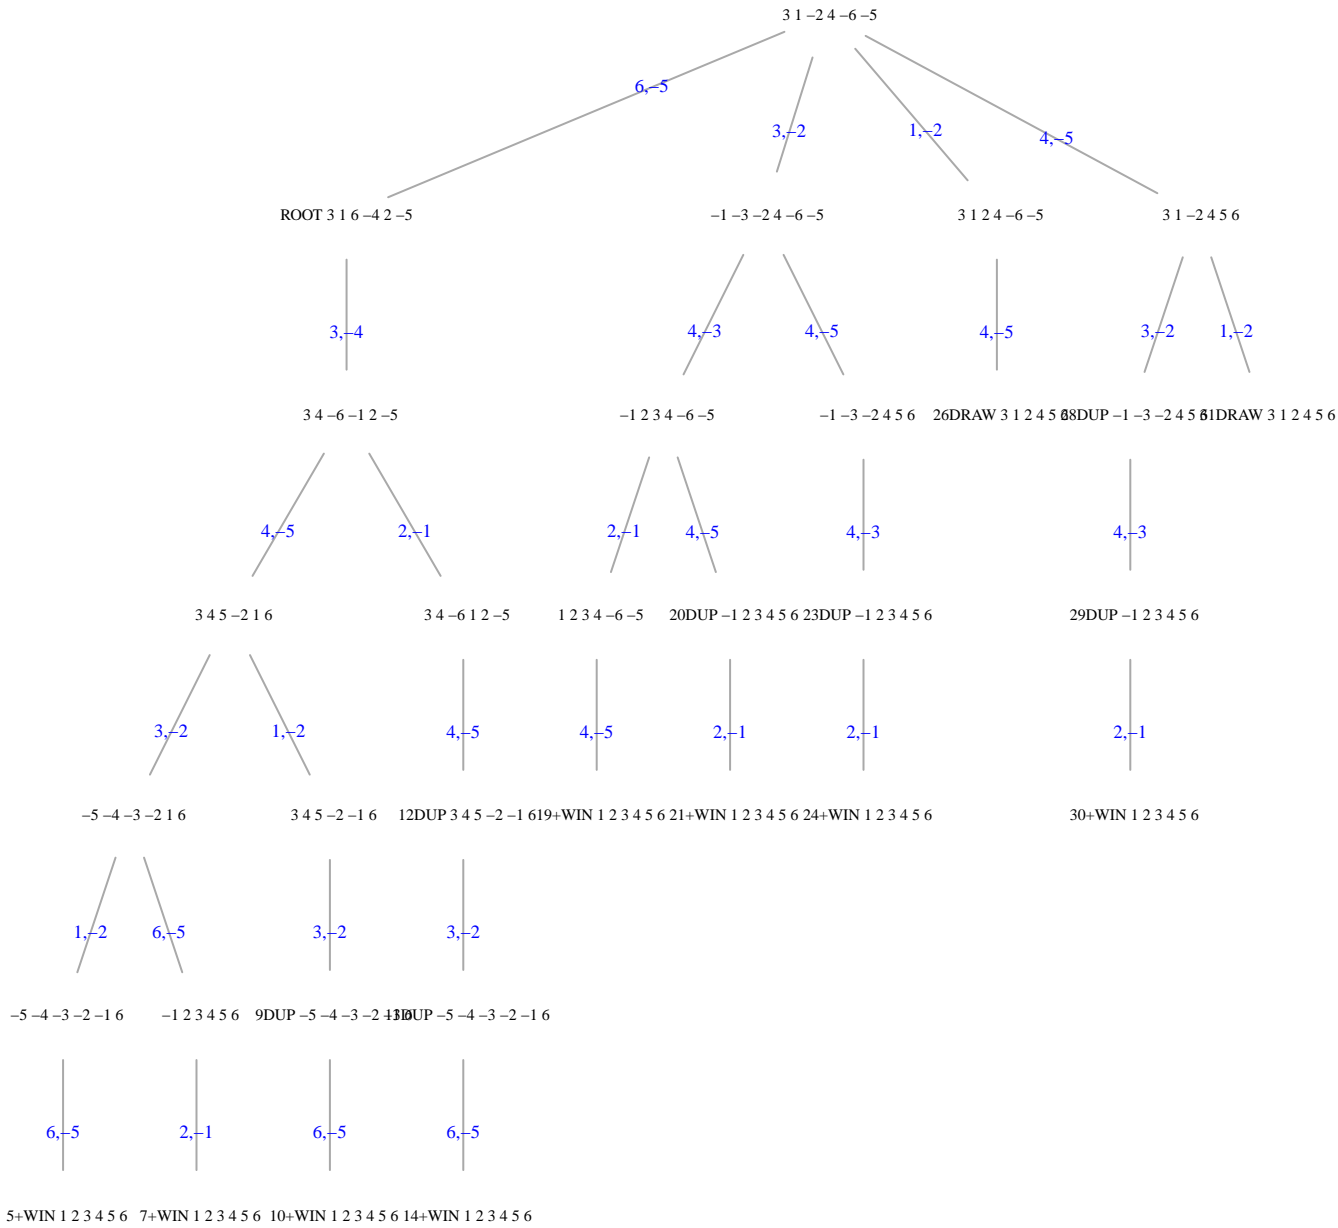 3 1 −2 4 −6 −5
6,−5
3,−2
1,−2
4,−5
ROOT 3 1 6 −4 2 −5
−1 −3 −2 4 −6 −5
3 1 2 4 −6 −5
3 1 −2 4 5 6
3,−4
4,−3
4,−5
4,−5
3,−2
1,−2
3 4 −6 −1 2 −5
−1 2 3 4 −6 −5
−1 −3 −2 4 5 6
26DRAW 3 1 2 4 5 6
28DUP −1 −3 −2 4 5 6
31DRAW 3 1 2 4 5 6
4,−5
2,−1
2,−1
4,−5
4,−3
4,−3
3 4 5 −2 1 6
3 4 −6 1 2 −5
1 2 3 4 −6 −5
20DUP −1 2 3 4 5 6
23DUP −1 2 3 4 5 6
29DUP −1 2 3 4 5 6
3,−2
1,−2
4,−5
4,−5
2,−1
2,−1
2,−1
−5 −4 −3 −2 1 6
3 4 5 −2 −1 6
12DUP 3 4 5 −2 −1 6
19+WIN 1 2 3 4 5 6
21+WIN 1 2 3 4 5 6
24+WIN 1 2 3 4 5 6
30+WIN 1 2 3 4 5 6
1,−2
6,−5
3,−2
3,−2
−5 −4 −3 −2 −1 6
−1 2 3 4 5 6
9DUP −5 −4 −3 −2 −1 6
13DUP −5 −4 −3 −2 −1 6
6,−5
2,−1
6,−5
6,−5
5+WIN 1 2 3 4 5 6
7+WIN 1 2 3 4 5 6
10+WIN 1 2 3 4 5 6
14+WIN 1 2 3 4 5 6